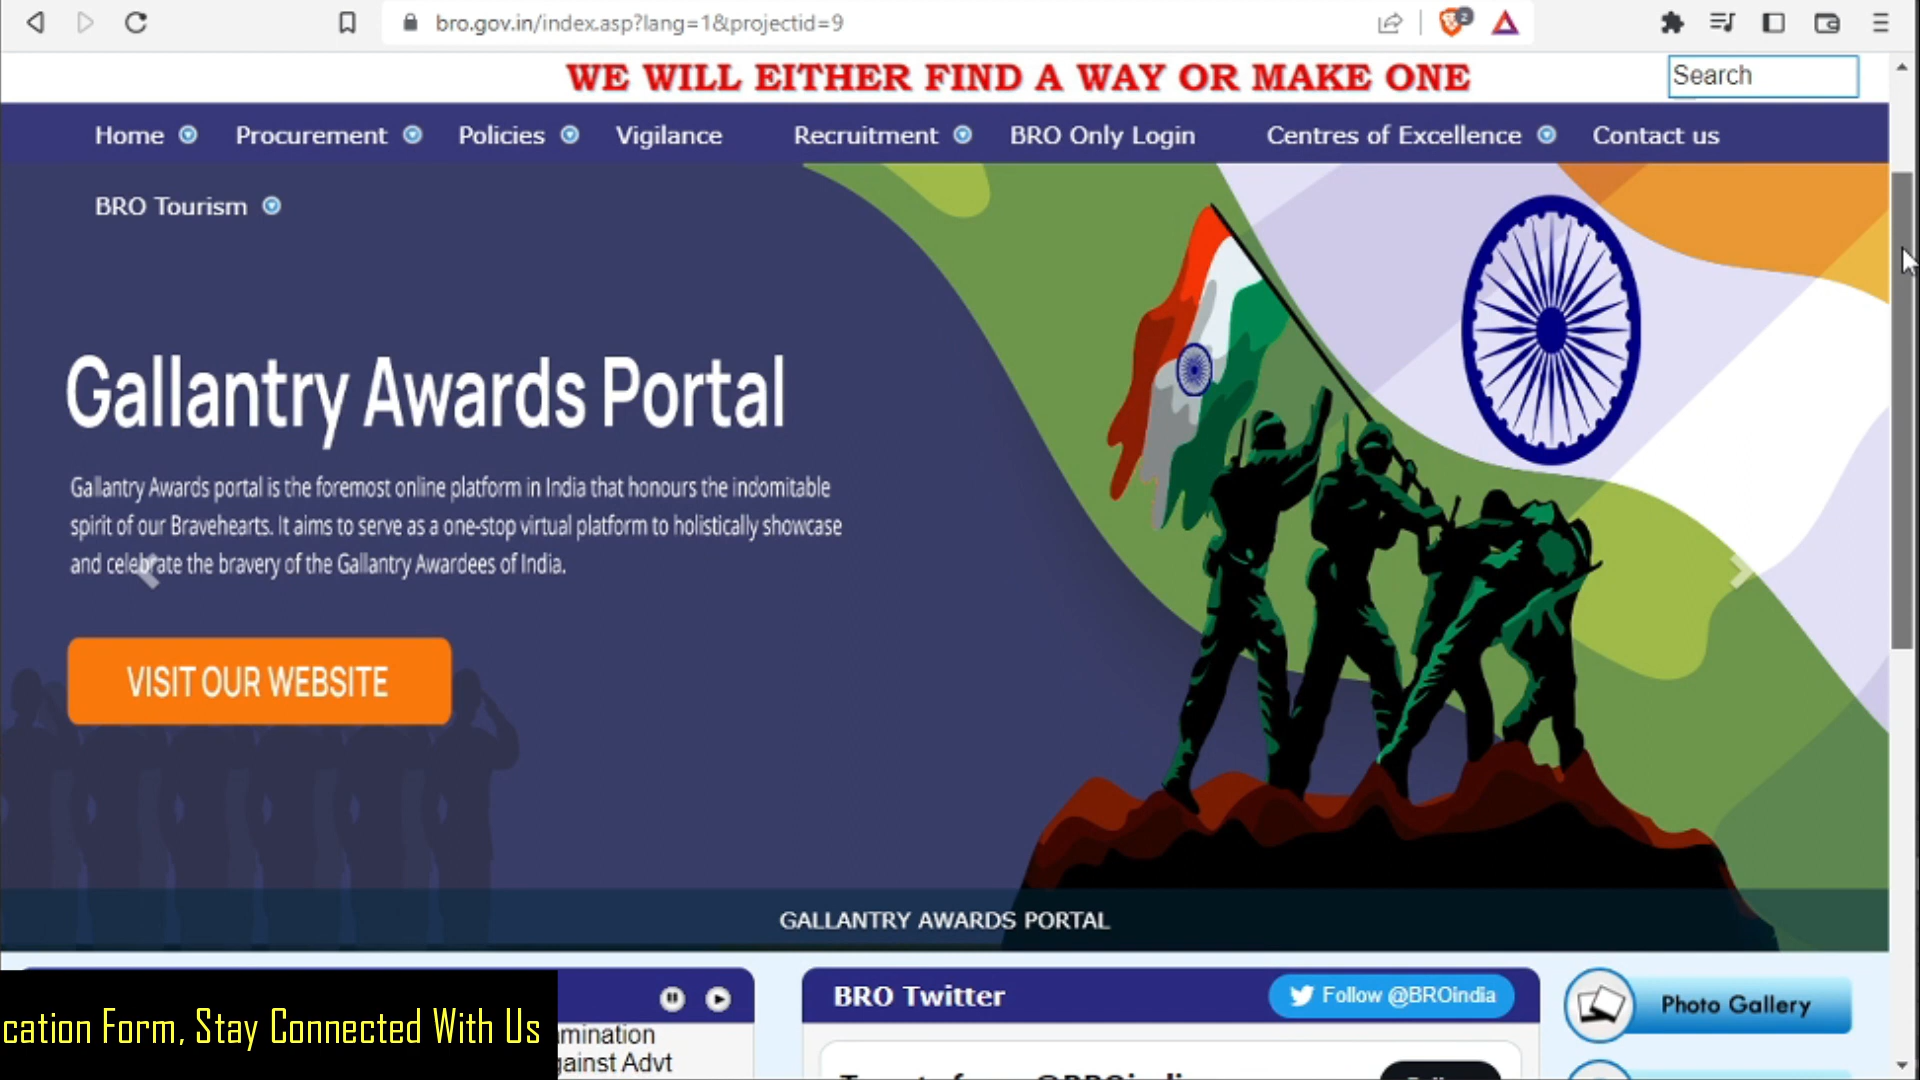 bro.gov.in/index.asp?lang=1&projectid=9
2
WE WILL EITHER FIND A WAY OR MAKE ONE
Search
Home Procurement Policies Vigilance Recruitment BRO Only Login Centres of Excellence Contact us
BRO Tourism
Gallantry Awards Portal
Gallantry Awards portal is the foremost online platform in India that honours the indomitable
spirit of our Bravehearts. It aims to serve as a one-stop virtual platform to holistically showcase
and celebrate the bravery of the Gallantry Awardees of India.
VISIT OUR WEBSITE
GALLANTRY AWARDS PORTAL
BRO Twitter
Follow @BROindia
Photo Gallery
cation Form, Stay Connected With Us
mination
gainst Advt